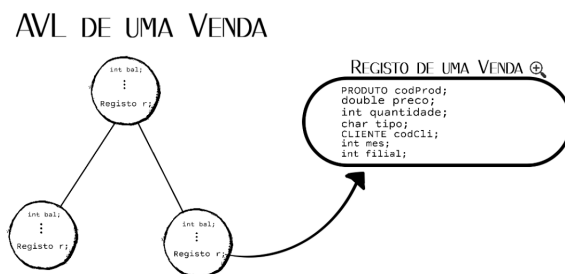 AVL DE UMA VENDA
REGISTO DE UMA VENDA
int bal;
⋮
Registo r;
PRODUTO codProd;
double preco;
int quantidade;
char tipo;
CLIENTE codCli;
int mes;
int filial;
int bal;
⋮
Registo r;
int bal;
⋮
Registo r;